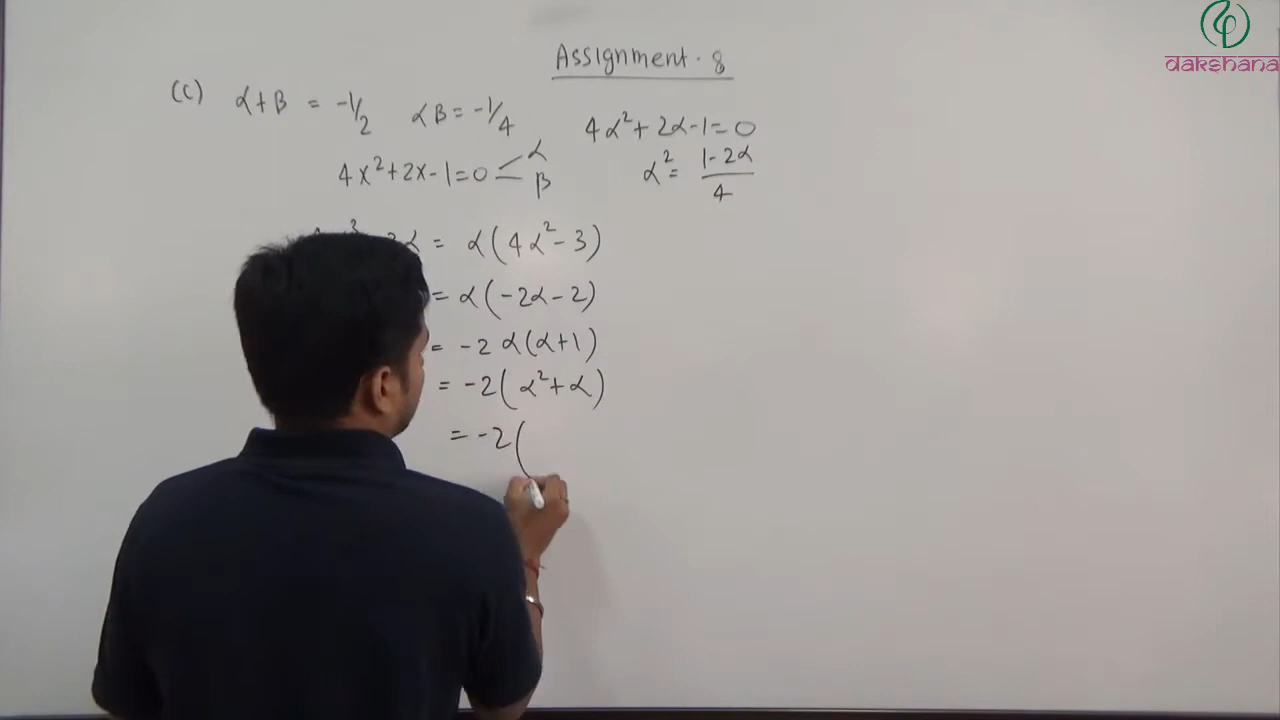 Assignment. 8
dakshana
(C) α+β = -1/2 αβ = -1/4 4α²+2α-1=0
4x²+2x-1=0 < α β α² = (1-2α)/4
= α(4α²-3)
= α(-2α-2)
= -2 α(α+1)
= -2(α²+α)
= -2(